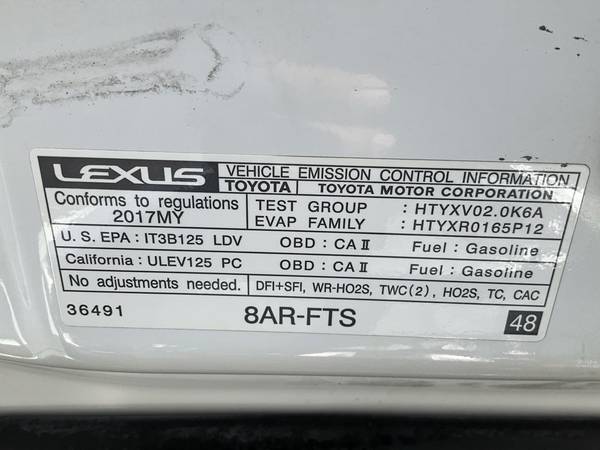 LEXUS VEHICLE EMISSION CONTROL INFORMATION
TOYOTA TOYOTA MOTOR CORPORATION
Conforms to regulations
2017MY
TEST GROUP : HTYXV02.0K6A
EVAP FAMILY : HTYXR0165P12
U.S. EPA : IT3B125 LDV OBD : CA II Fuel : Gasoline
California : ULEV125 PC OBD : CA II Fuel : Gasoline
No adjustments needed. DFI+SFI, WR-HO2S, TWC(2), HO2S, TC, CAC
36491 8AR-FTS 48